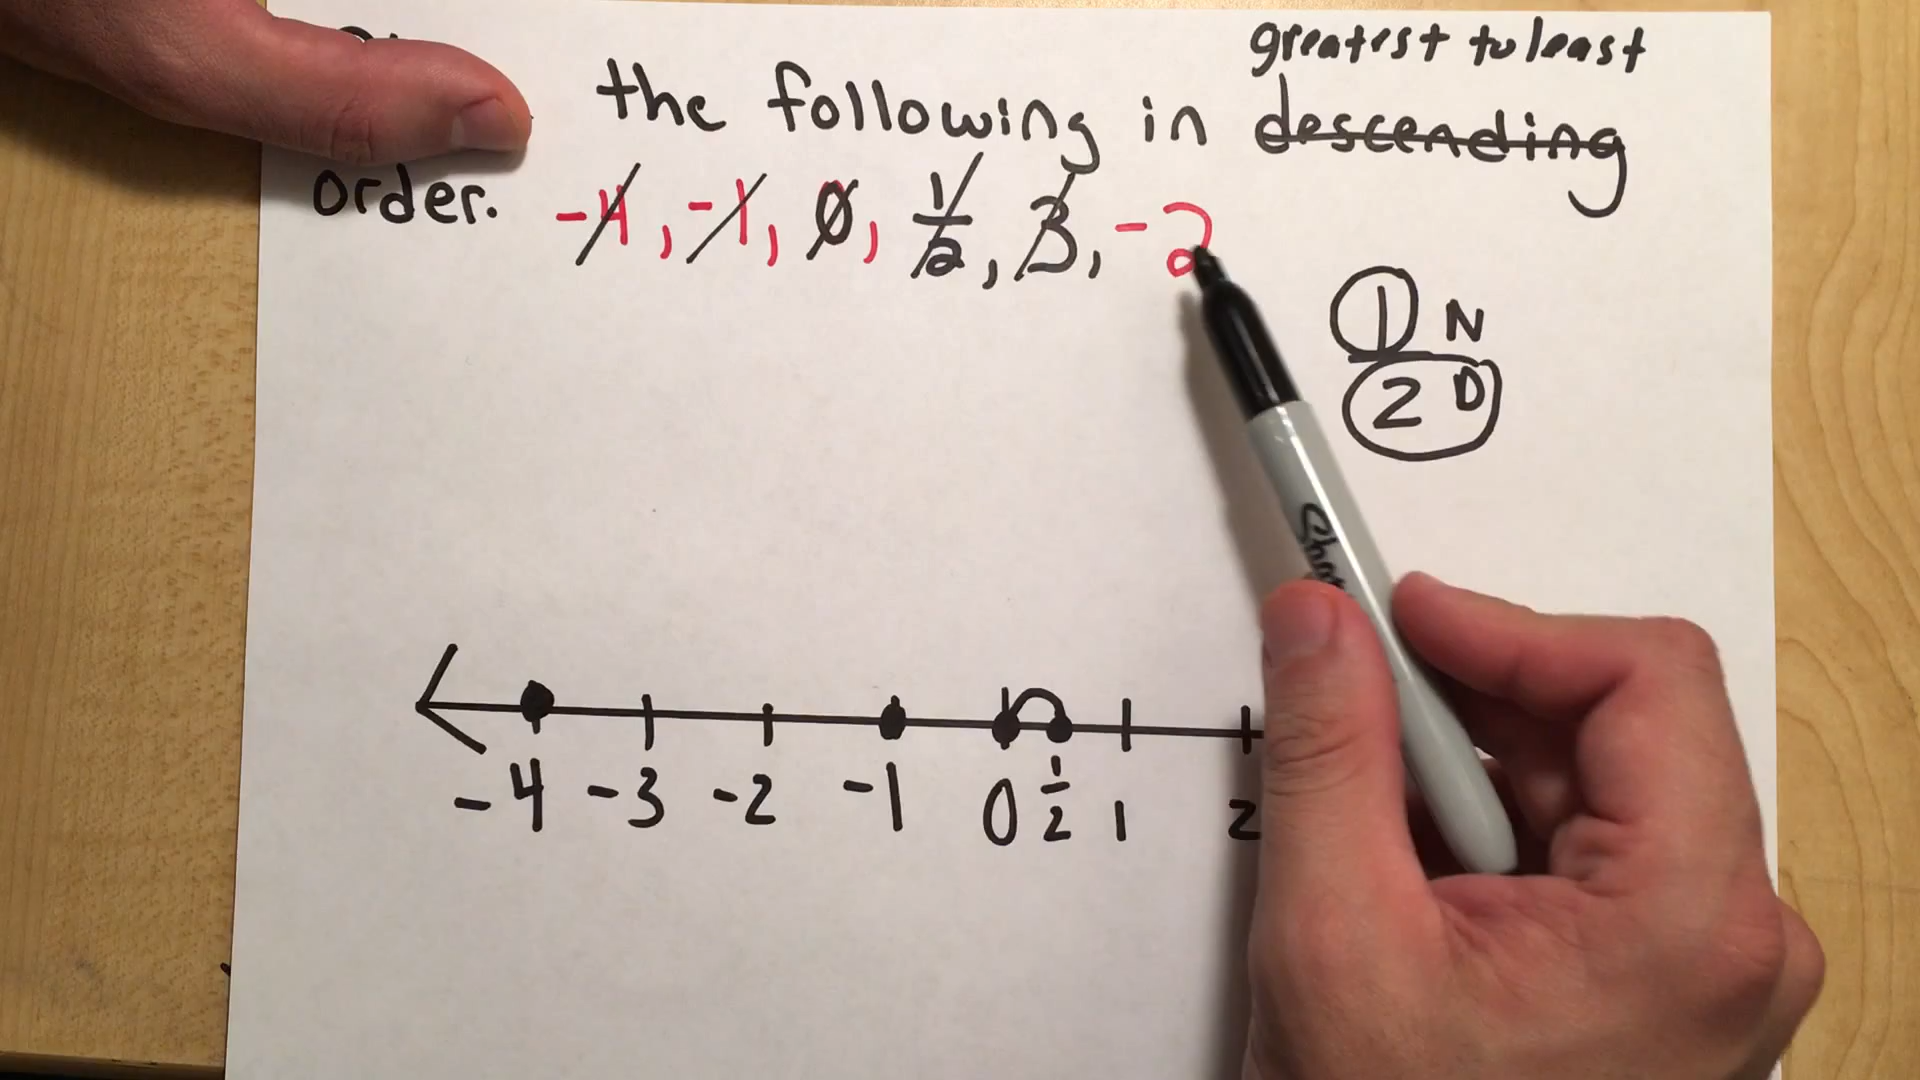 greatest to least
the following in descending
order. -4, -1, 0, 1/2, 3, -2
1 N
2 D
-4 -3 -2 -1 0 1/2 1 2